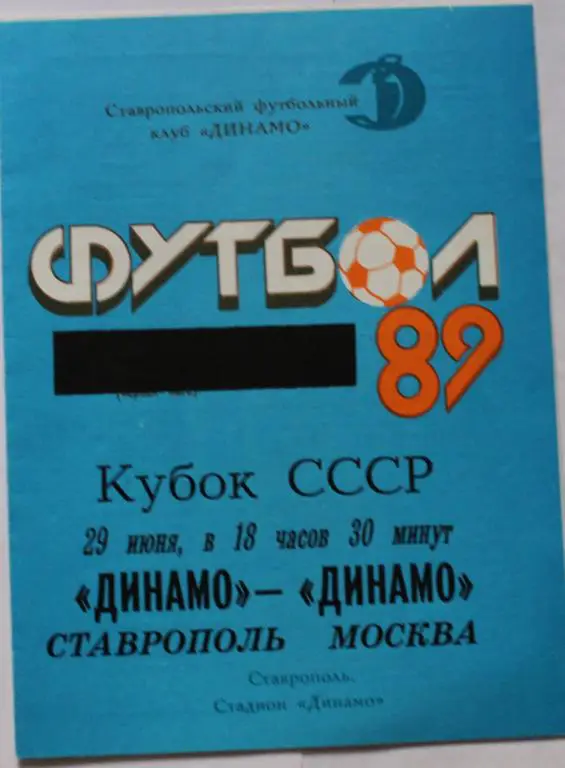 Ставропольский футбольный
клуб «ДИНАМО»
ФУТБОЛ
89
Кубок СССР
29 июня, в 18 часов 30 минут
«ДИНАМО»— «ДИНАМО»
СТАВРОПОЛЬ МОСКВА
Ставрополь.
Стадион «Динамо»